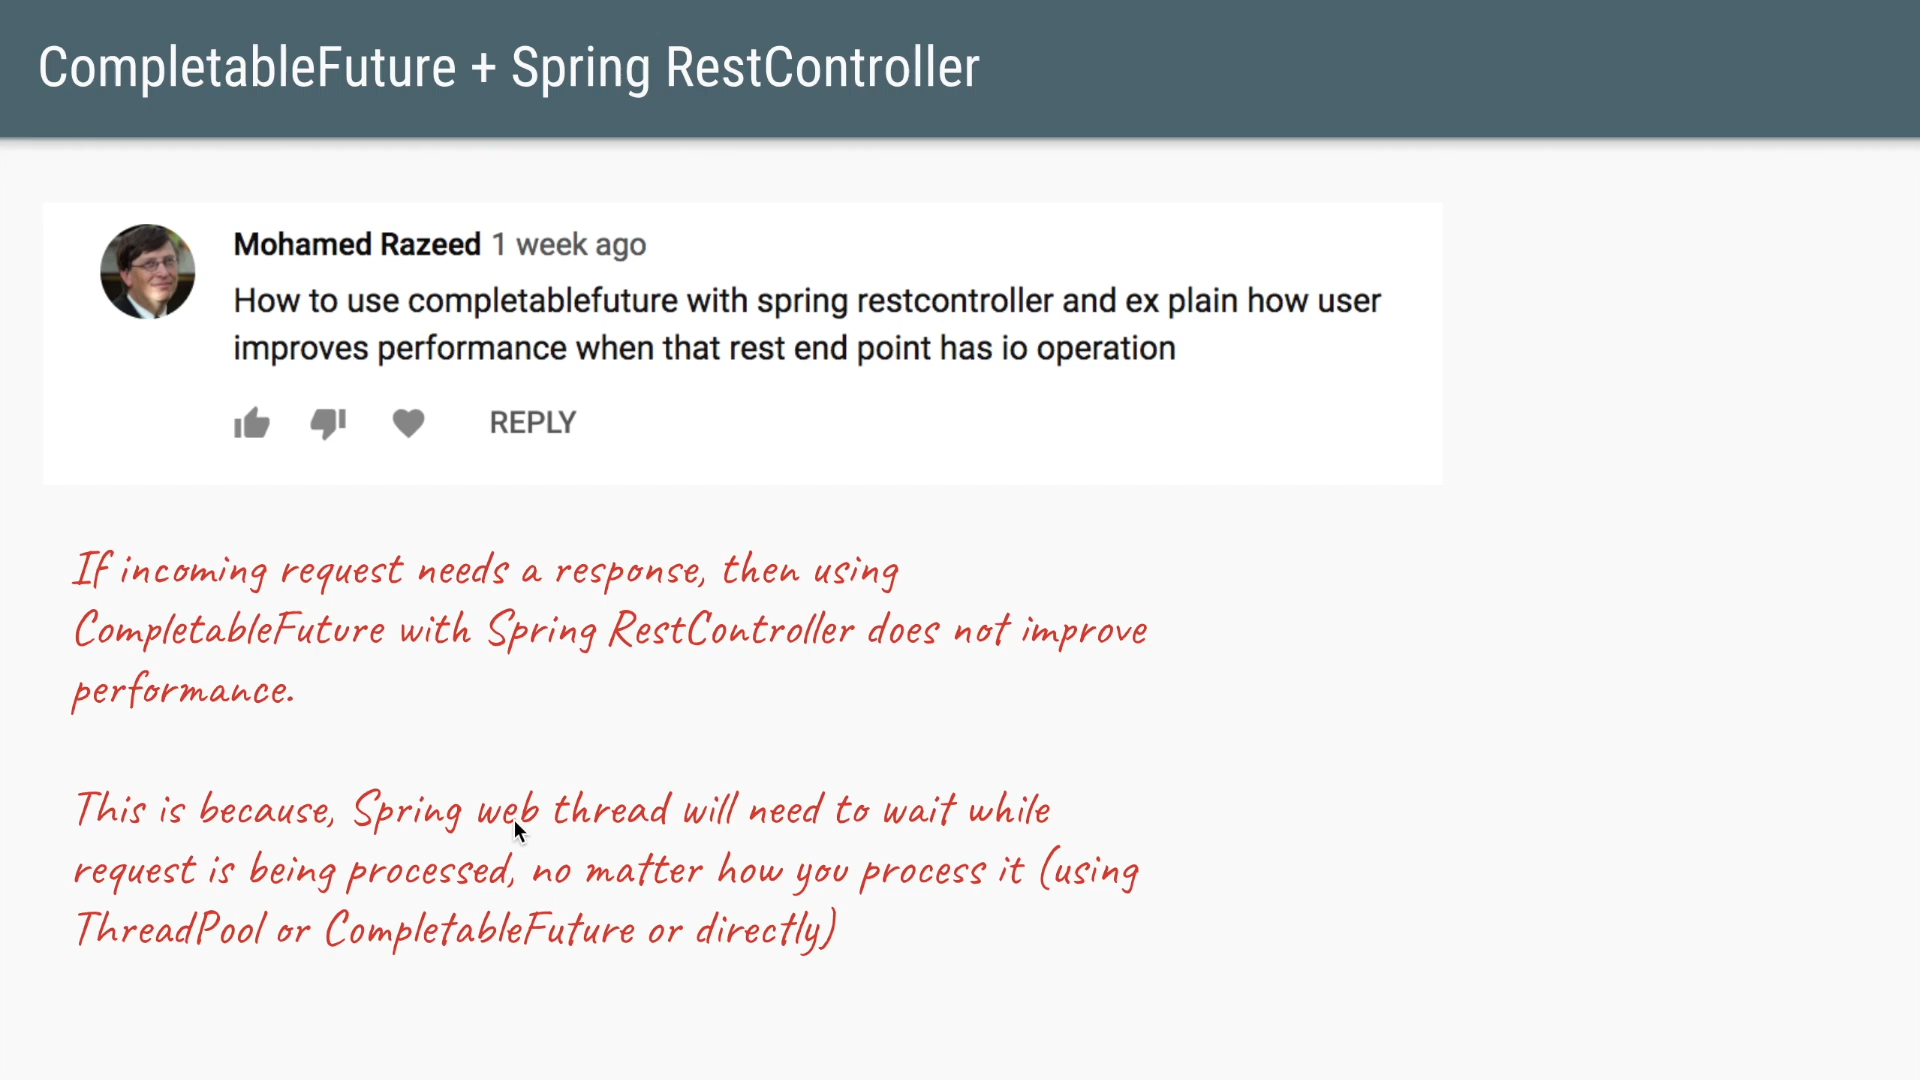 CompletableFuture + Spring RestController
Mohamed Razeed 1 week ago
How to use completablefuture with spring restcontroller and ex plain how user
improves performance when that rest end point has io operation
REPLY
If incoming request needs a response, then using
CompletableFuture with Spring RestController does not improve
performance.
This is because, Spring web thread will need to wait while
request is being processed, no matter how you process it (using
ThreadPool or CompletableFuture or directly)